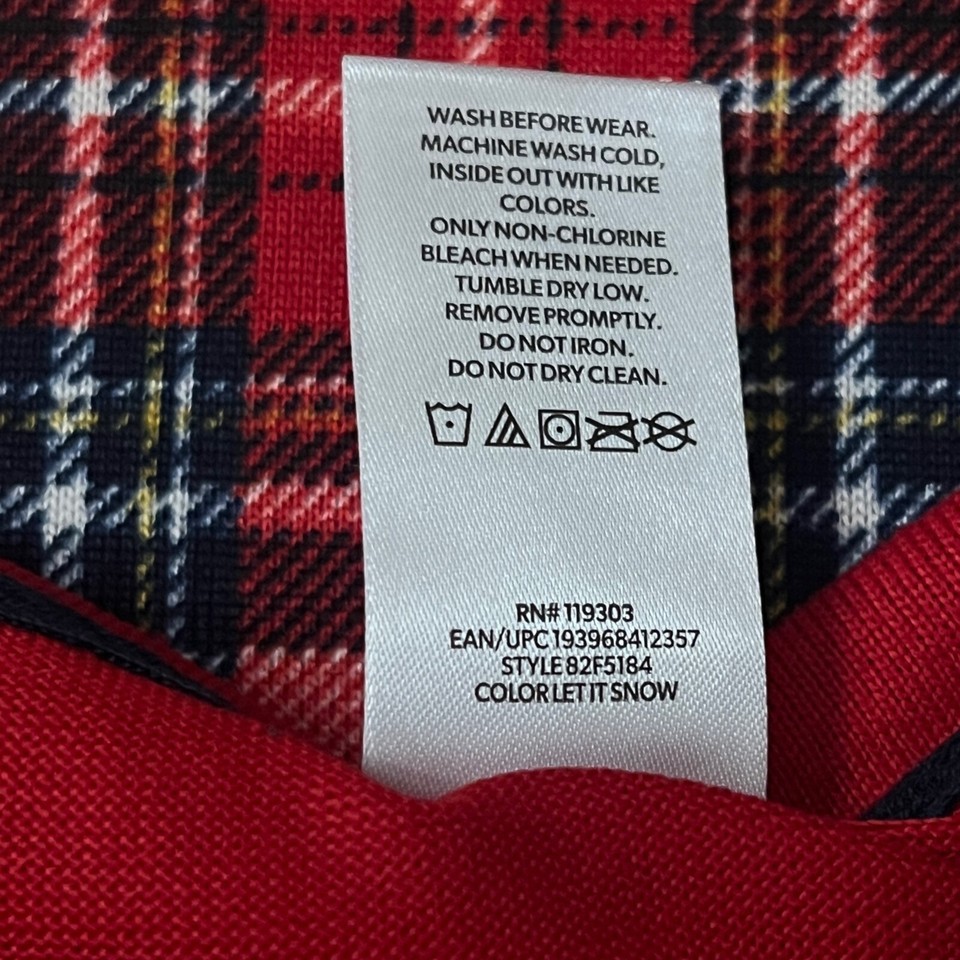 WASH BEFORE WEAR.
MACHINE WASH COLD,
INSIDE OUT WITH LIKE
COLORS.
ONLY NON-CHLORINE
BLEACH WHEN NEEDED.
TUMBLE DRY LOW.
REMOVE PROMPTLY.
DO NOT IRON.
DO NOT DRY CLEAN.
RN# 119303
EAN/UPC 193968412357
STYLE 82F5184
COLOR LET IT SNOW